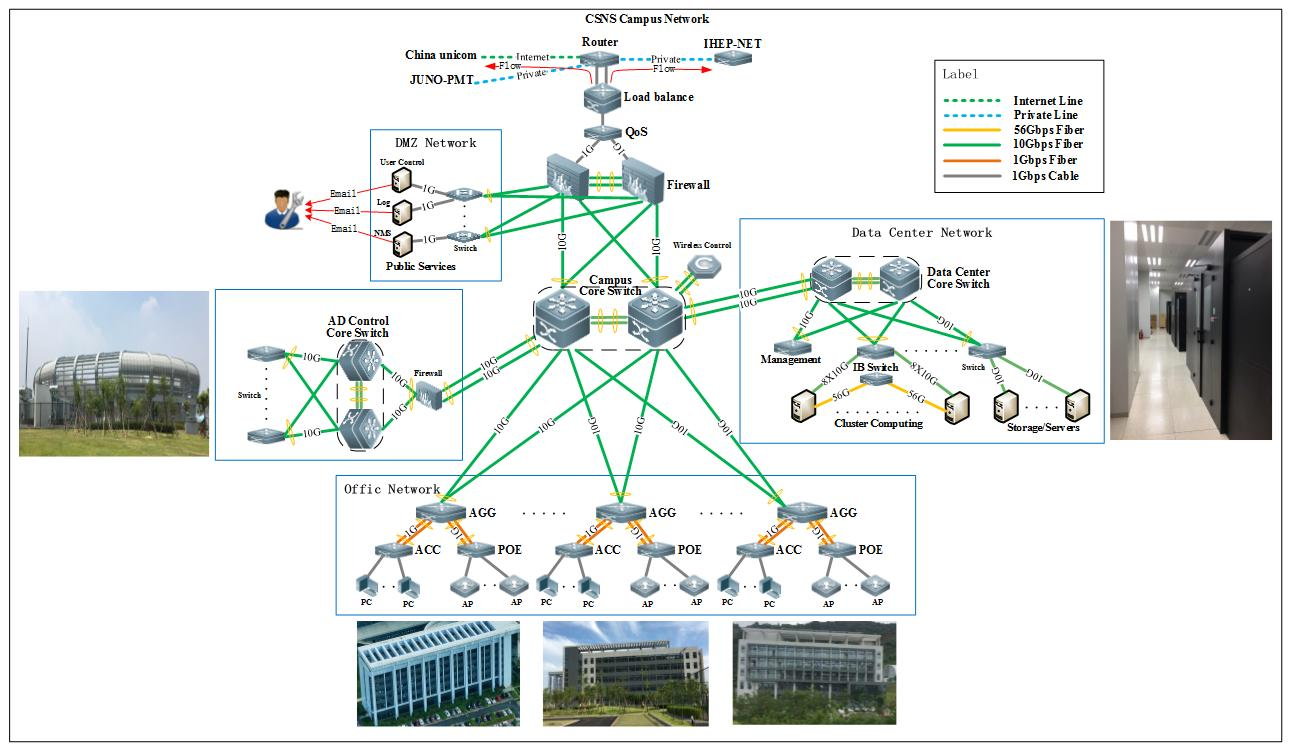 CSNS Campus Network
Router
IHEP-NET
China unicom
Internet
Private
Flow
Flow
JUNO-PMT
Private
Load balance
QoS
1G
1G
Firewall
Label
Internet Line
Private Line
56Gbps Fiber
10Gbps Fiber
1Gbps Fiber
1Gbps Cable
DMZ Network
User Control
1G
Email
Log
1G
Email
Email
NMS
1G
Switch
Public Services
10G
10G
Wireless Control
Campus
Core Switch
Data Center Network
Data Center
Core Switch
10G
10G
10G
10G
Management
IB Switch
Switch
8X10G
8X10G
56G
56G
10G
10G
Cluster Computing
Storage/Servers
AD Control
Core Switch
10G
10G
Switch
10G
10G
Firewall
10G
10G
10G
10G
10G
10G
10G
10G
Offic Network
AGG
AGG
AGG
1G
1G
1G
1G
1G
1G
ACC
POE
ACC
POE
ACC
POE
PC
PC
AP
AP
PC
PC
AP
AP
PC
PC
AP
AP